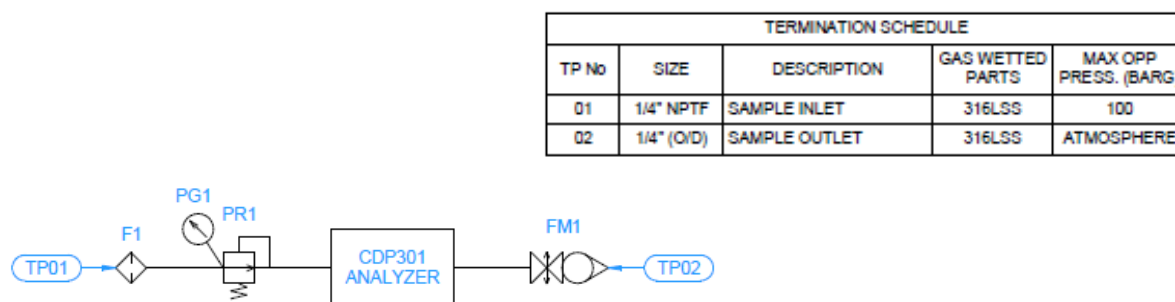 TERMINATION SCHEDULE
TP No SIZE DESCRIPTION GAS WETTED PARTS MAX OPP PRESS. (BARG
01 1/4" NPTF SAMPLE INLET 316LSS 100
02 1/4" (O/D) SAMPLE OUTLET 316LSS ATMOSPHERE
PG1
PR1
F1
FM1
TP01
CDP301
ANALYZER
TP02